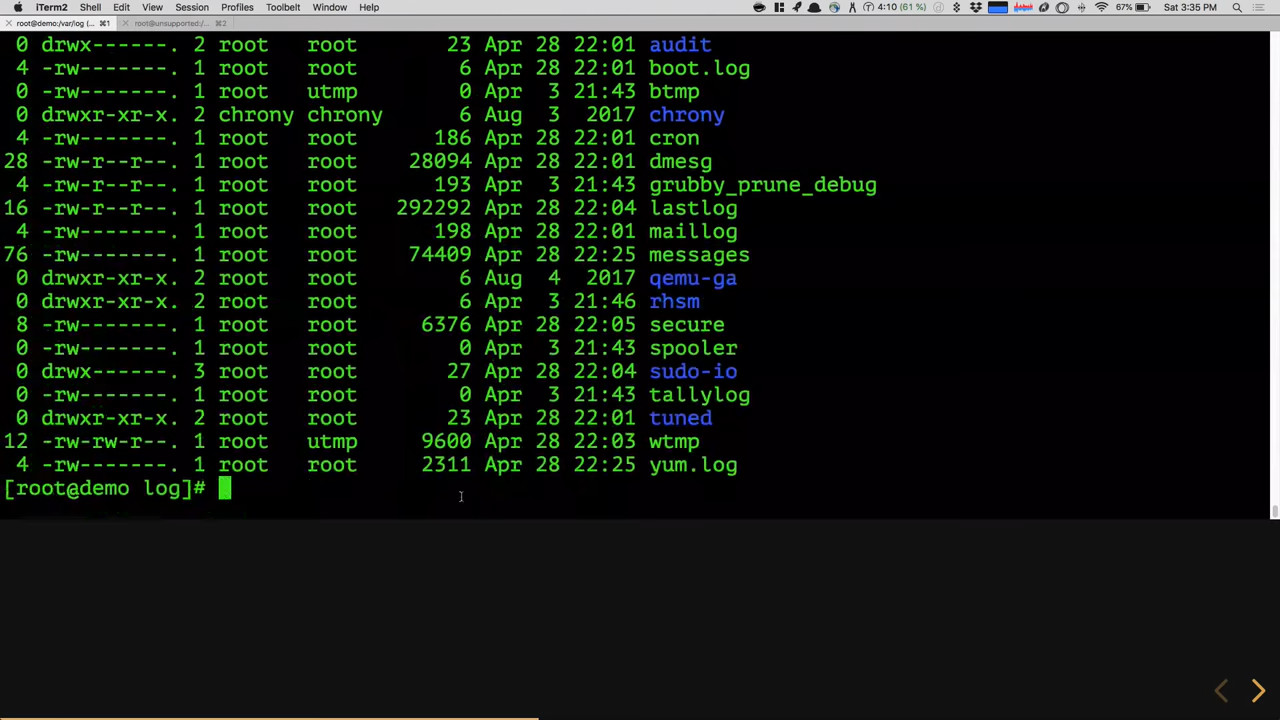 iTerm2 Shell Edit View Session Profiles Toolbelt Window Help 4:10 (61 %) 67% Sat 3:35 PM
root@demo:/var/log (... ⌘1 root@unsupported:/... ⌘2
0 drwx------. 2 root root 23 Apr 28 22:01 audit
4 -rw-------. 1 root root 6 Apr 28 22:01 boot.log
0 -rw-------. 1 root utmp 0 Apr 3 21:43 btmp
0 drwxr-xr-x. 2 chrony chrony 6 Aug 3 2017 chrony
4 -rw-------. 1 root root 186 Apr 28 22:01 cron
28 -rw-r--r--. 1 root root 28094 Apr 28 22:01 dmesg
4 -rw-r--r--. 1 root root 193 Apr 3 21:43 grubby_prune_debug
16 -rw-r--r--. 1 root root 292292 Apr 28 22:04 lastlog
4 -rw-------. 1 root root 198 Apr 28 22:01 maillog
76 -rw-------. 1 root root 74409 Apr 28 22:25 messages
0 drwxr-xr-x. 2 root root 6 Aug 4 2017 qemu-ga
0 drwxr-xr-x. 2 root root 6 Apr 3 21:46 rhsm
8 -rw-------. 1 root root 6376 Apr 28 22:05 secure
0 -rw-------. 1 root root 0 Apr 3 21:43 spooler
0 drwx------. 3 root root 27 Apr 28 22:04 sudo-io
0 -rw-------. 1 root root 0 Apr 3 21:43 tallylog
0 drwxr-xr-x. 2 root root 23 Apr 28 22:01 tuned
12 -rw-rw-r--. 1 root utmp 9600 Apr 28 22:03 wtmp
4 -rw-------. 1 root root 2311 Apr 28 22:25 yum.log
[root@demo log]#